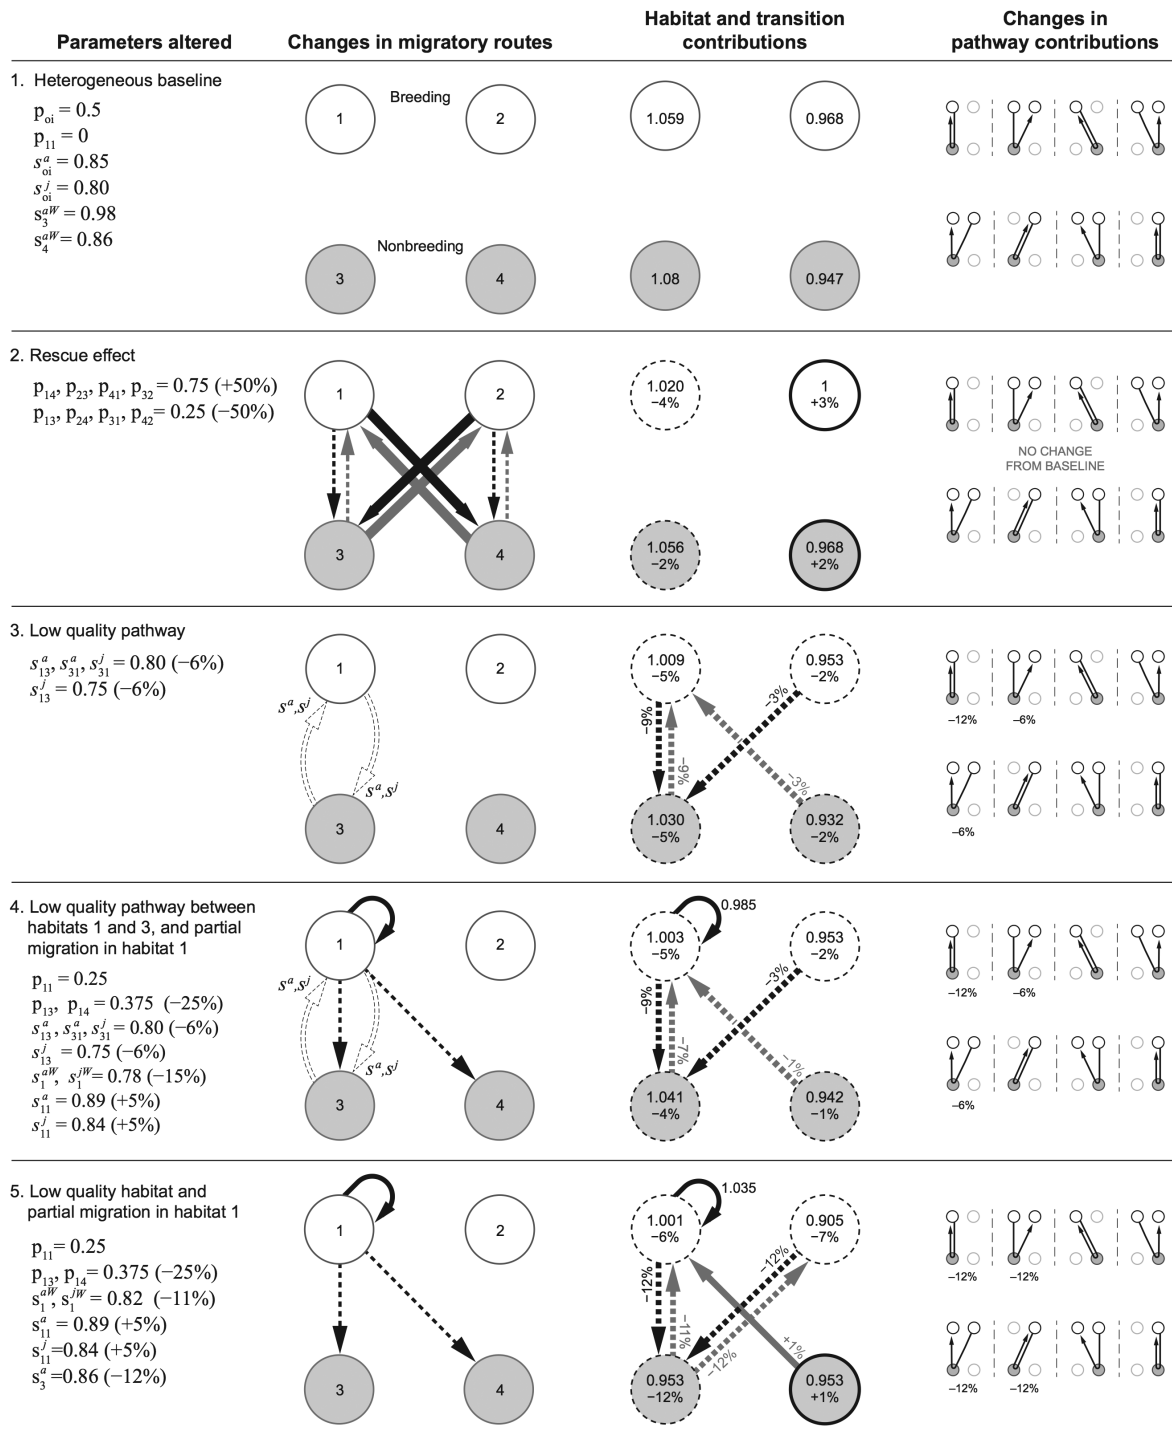 Parameters altered
Changes in migratory routes
Habitat and transition
contributions
Changes in
pathway contributions
1. Heterogeneous baseline
p_oi = 0.5
p_11 = 0
s^a_oi = 0.85
s^j_oi = 0.80
s^aW_3 = 0.98
s^aW_4 = 0.86
1
Breeding
2
3
Nonbreeding
4
1.059
0.968
1.08
0.947
2. Rescue effect
p_14, p_23, p_41, p_32 = 0.75 (+50%)
p_13, p_24, p_31, p_42 = 0.25 (−50%)
1
2
3
4
1.020
−4%
1
+3%
1.056
−2%
0.968
+2%
NO CHANGE
FROM BASELINE
3. Low quality pathway
s^a_13, s^a_31, s^j_31 = 0.80 (−6%)
s^j_13 = 0.75 (−6%)
1
2
s^a,s^j
s^a,s^j
3
4
1.009
−5%
0.953
−2%
−9%
−9%
−3%
−3%
1.030
−5%
0.932
−2%
−12%
−6%
−6%
4. Low quality pathway between
habitats 1 and 3, and partial
migration in habitat 1
p_11 = 0.25
p_13, p_14 = 0.375 (−25%)
s^a_13, s^a_31, s^j_31 = 0.80 (−6%)
s^j_13 = 0.75 (−6%)
s^aW_1, s^jW_1 = 0.78 (−15%)
s^a_11 = 0.89 (+5%)
s^j_11 = 0.84 (+5%)
1
2
s^a,s^j
s^a,s^j
3
4
0.985
1.003
−5%
0.953
−2%
−9%
−7%
−3%
−1%
1.041
−4%
0.942
−1%
−12%
−6%
−6%
5. Low quality habitat and
partial migration in habitat 1
p_11 = 0.25
p_13, p_14 = 0.375 (−25%)
s^aW_1, s^jW_1 = 0.82 (−11%)
s^a_11 = 0.89 (+5%)
s^j_11 =0.84 (+5%)
s^a_3 =0.86 (−12%)
1
2
3
4
1.035
1.001
−6%
0.905
−7%
−12%
−11%
−12%
−12%
+1%
0.953
−12%
0.953
+1%
−12%
−12%
−12%
−12%